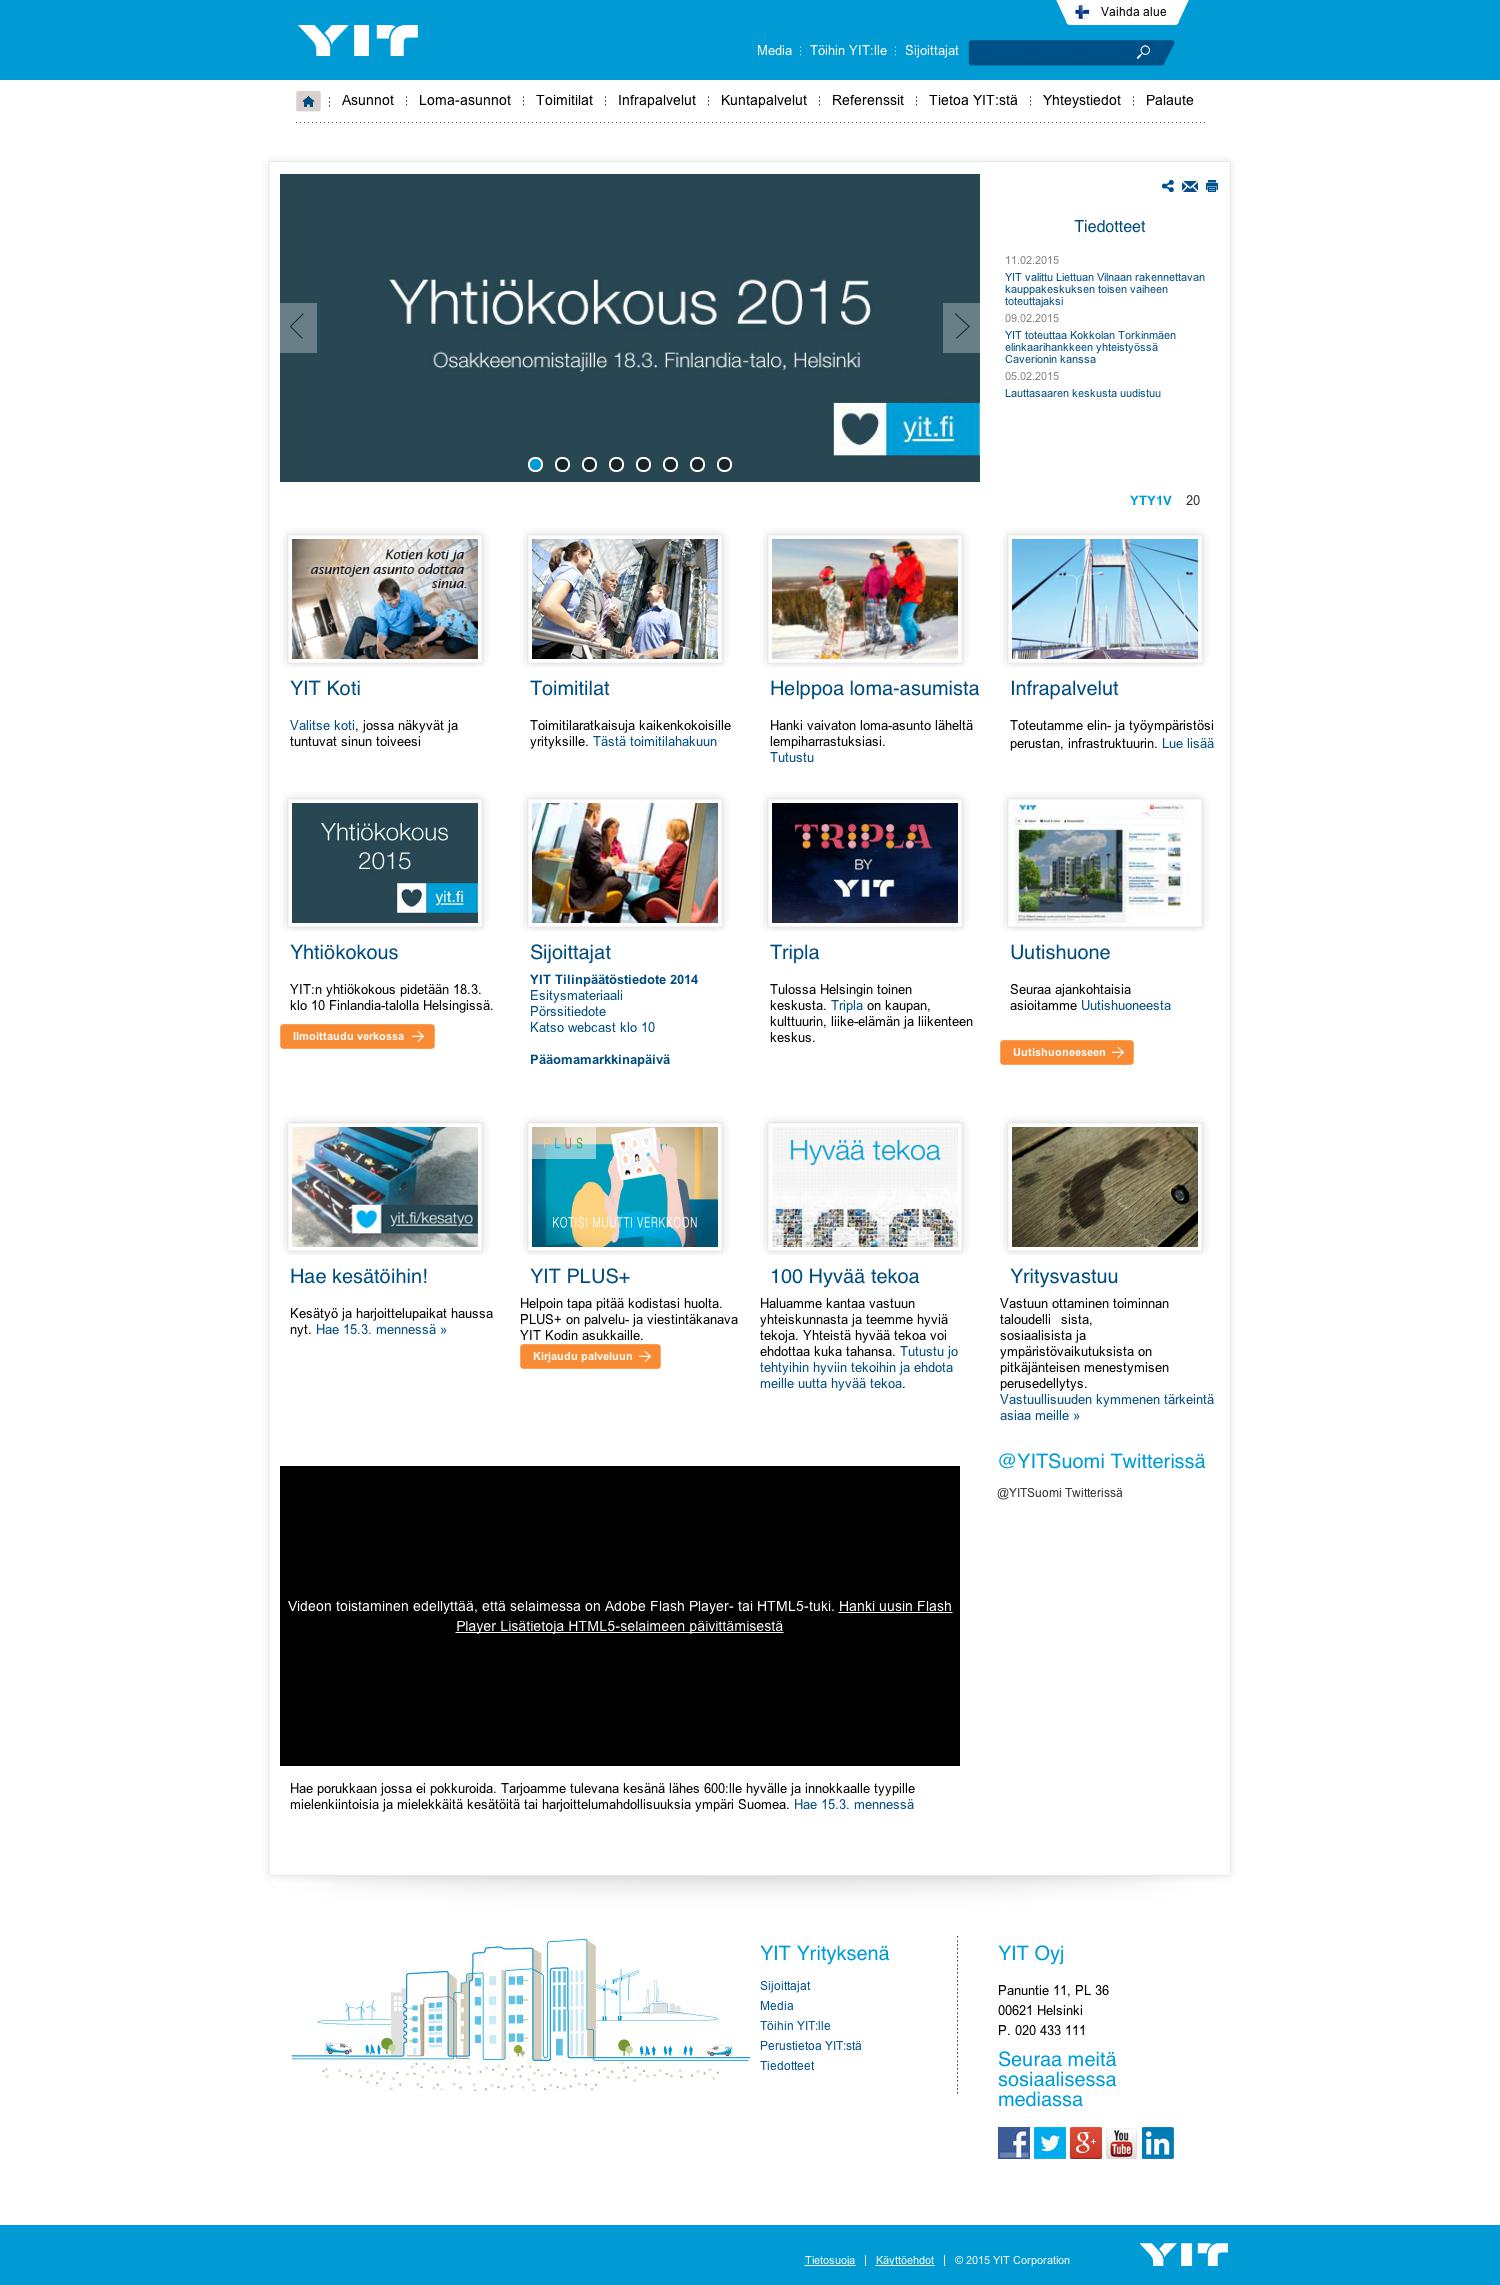 Vaihda alue
YIT
Media
Töihin YIT:lle
Sijoittajat
Asunnot
Loma-asunnot
Toimitilat
Infrapalvelut
Kuntapalvelut
Referenssit
Tietoa YIT:stä
Yhteystiedot
Palaute
Yhtiökokous 2015
Osakkeenomistajille 18.3. Finlandia-talo, Helsinki
yit.fi
Tiedotteet
11.02.2015
YIT valittu Liettuan Vilnaan rakennettavan
kauppakeskuksen toisen vaiheen
toteuttajaksi
09.02.2015
YIT toteuttaa Kokkolan Torkinmäen
elinkaarihankkeen yhteistyössä
Caverionin kanssa
05.02.2015
Lauttasaaren keskusta uudistuu
YTY1V 20
Kotien koti ja
asuntojen asunto odottaa
sinua.
YIT Koti
Valitse koti, jossa näkyvät ja
tuntuvat sinun toiveesi
Toimitilat
Toimitilaratkaisuja kaikenkokoisille
yrityksille. Tästä toimitilahakuun
Helppoa loma-asumista
Hanki vaivaton loma-asunto läheltä
lempiharrastuksiasi.
Tutustu
Infrapalvelut
Toteutamme elin- ja työympäristösi
perustan, infrastruktuurin. Lue lisää
Yhtiökokous
2015
yit.fi
Yhtiökokous
YIT:n yhtiökokous pidetään 18.3.
klo 10 Finlandia-talolla Helsingissä.
Ilmoittaudu verkossa
Sijoittajat
YIT Tilinpäätöstiedote 2014
Esitysmateriaali
Pörssitiedote
Katso webcast klo 10
Pääomamarkkinapäivä
TRIPLA
BY
YIT
Tripla
Tulossa Helsingin toinen
keskusta. Tripla on kaupan,
kulttuurin, liike-elämän ja liikenteen
keskus.
YIT
Uutishuone
Seuraa ajankohtaisia
asioitamme Uutishuoneesta
Uutishuoneeseen
yit.fi/kesatyo
Hae kesätöihin!
Kesätyö ja harjoittelupaikat haussa
nyt. Hae 15.3. mennessä »
PLUS
KOTISI MUUTTI VERKKOON
YIT PLUS+
Helpoin tapa pitää kodistasi huolta.
PLUS+ on palvelu- ja viestintäkanava
YIT Kodin asukkaille.
Kirjaudu palveluun
Hyvää tekoa
100
100 Hyvää tekoa
Haluamme kantaa vastuun
yhteiskunnasta ja teemme hyviä
tekoja. Yhteistä hyvää tekoa voi
ehdottaa kuka tahansa. Tutustu jo
tehtyihin hyviin tekoihin ja ehdota
meille uutta hyvää tekoa.
Yritysvastuu
Vastuun ottaminen toiminnan
taloudelli sista,
sosiaalisista ja
ympäristövaikutuksista on
pitkäjänteisen menestymisen
perusedellytys.
Vastuullisuuden kymmenen tärkeintä
asiaa meille »
@YITSuomi Twitterissä
@YITSuomi Twitterissä
Videon toistaminen edellyttää, että selaimessa on Adobe Flash Player- tai HTML5-tuki. Hanki uusin Flash
Player Lisätietoja HTML5-selaimeen päivittämisestä
Hae porukkaan jossa ei pokkuroida. Tarjoamme tulevana kesänä lähes 600:lle hyvälle ja innokkaalle tyypille
mielenkiintoisia ja mielekkäitä kesätöitä tai harjoittelumahdollisuuksia ympäri Suomea. Hae 15.3. mennessä
YIT Yrityksenä
Sijoittajat
Media
Töihin YIT:lle
Perustietoa YIT:stä
Tiedotteet
YIT Oyj
Panuntie 11, PL 36
00621 Helsinki
P. 020 433 111
Seuraa meitä
sosiaalisessa
mediassa
You
Tube
Tietosuoja | Käyttöehdot | © 2015 YIT Corporation
YIT